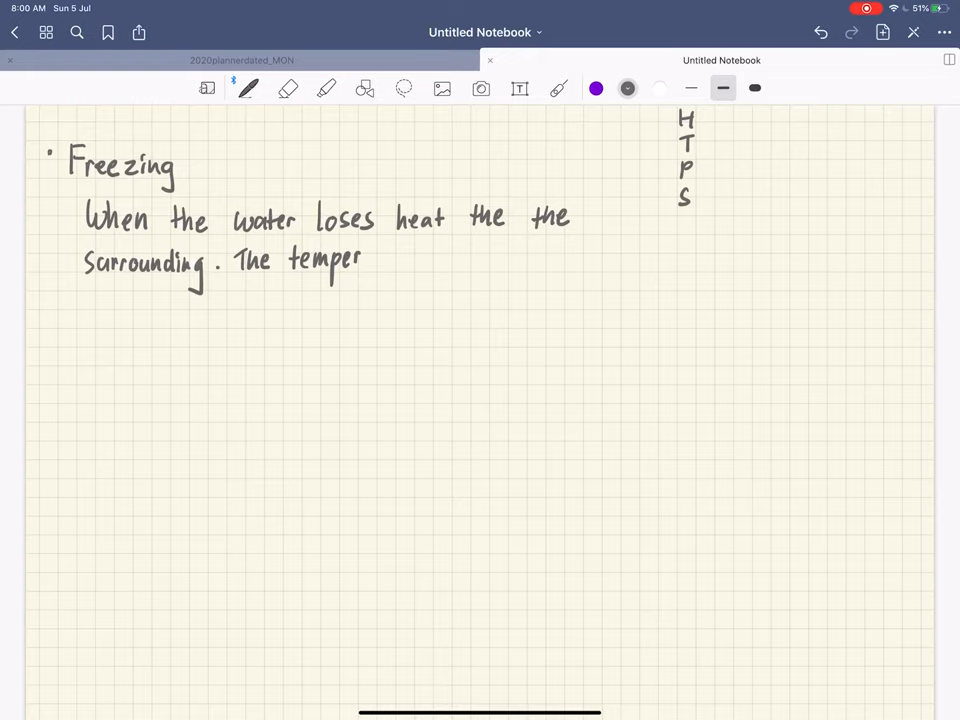 8:00 AM Sun 5 Jul
51%
Untitled Notebook
2020plannerdated_MON
Untitled Notebook
H
T
P
S
• Freezing
When the water loses heat the the
surrounding. The temper